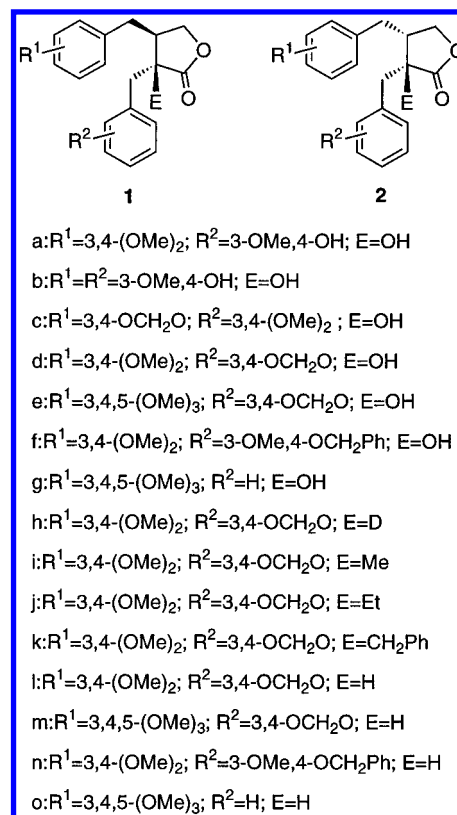 R¹ O R¹ O
E O E O
R² R²
1 2
a:R¹=3,4-(OMe)₂; R²=3-OMe,4-OH; E=OH
b:R¹=R²=3-OMe,4-OH; E=OH
c:R¹=3,4-OCH₂O; R²=3,4-(OMe)₂ ; E=OH
d:R¹=3,4-(OMe)₂; R²=3,4-OCH₂O; E=OH
e:R¹=3,4,5-(OMe)₃; R²=3,4-OCH₂O; E=OH
f:R¹=3,4-(OMe)₂; R²=3-OMe,4-OCH₂Ph; E=OH
g:R¹=3,4,5-(OMe)₃; R²=H; E=OH
h:R¹=3,4-(OMe)₂; R²=3,4-OCH₂O; E=D
i:R¹=3,4-(OMe)₂; R²=3,4-OCH₂O; E=Me
j:R¹=3,4-(OMe)₂; R²=3,4-OCH₂O; E=Et
k:R¹=3,4-(OMe)₂; R²=3,4-OCH₂O; E=CH₂Ph
l:R¹=3,4-(OMe)₂; R²=3,4-OCH₂O; E=H
m:R¹=3,4,5-(OMe)₃; R²=3,4-OCH₂O; E=H
n:R¹=3,4-(OMe)₂; R²=3-OMe,4-OCH₂Ph; E=H
o:R¹=3,4,5-(OMe)₃; R²=H; E=H